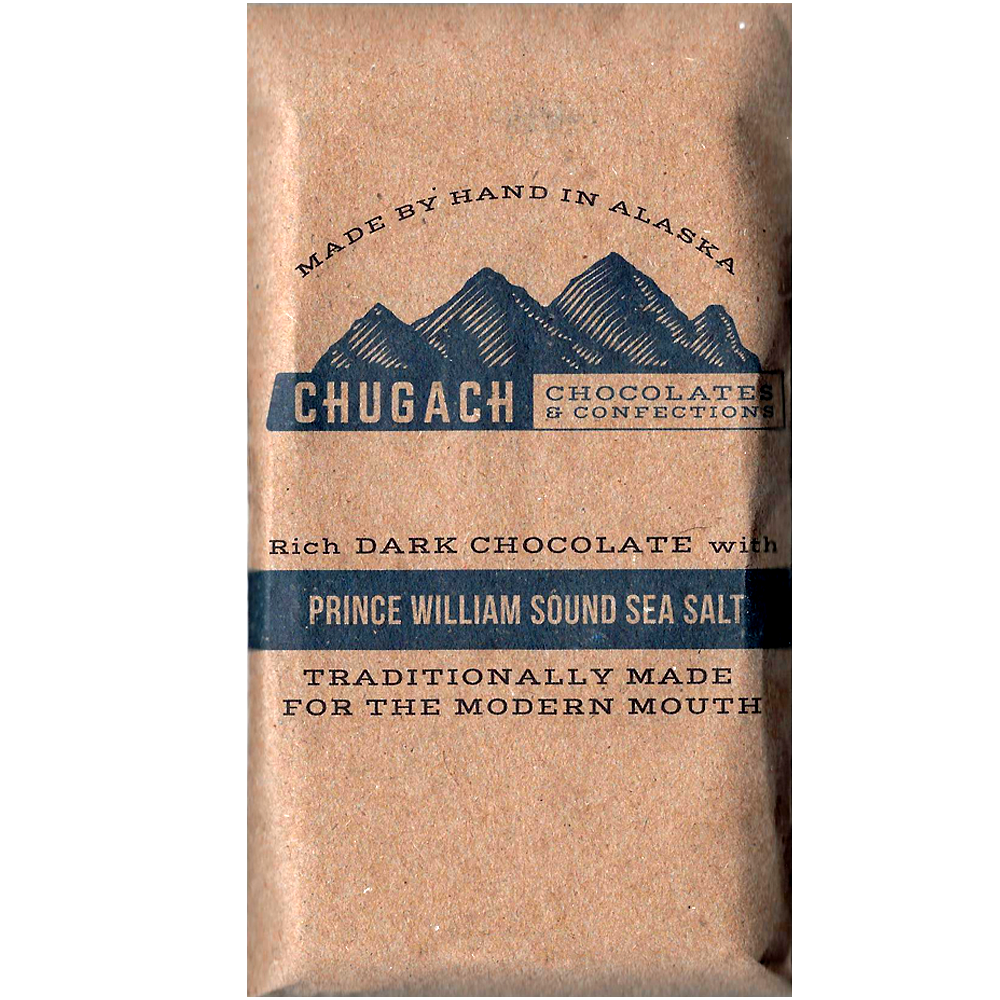 MADE BY HAND IN ALASKA
CHUGACH
CHOCOLATES
& CONFECTIONS
Rich DARK CHOCOLATE with
PRINCE WILLIAM SOUND SEA SALT
TRADITIONALLY MADE
FOR THE MODERN MOUTH